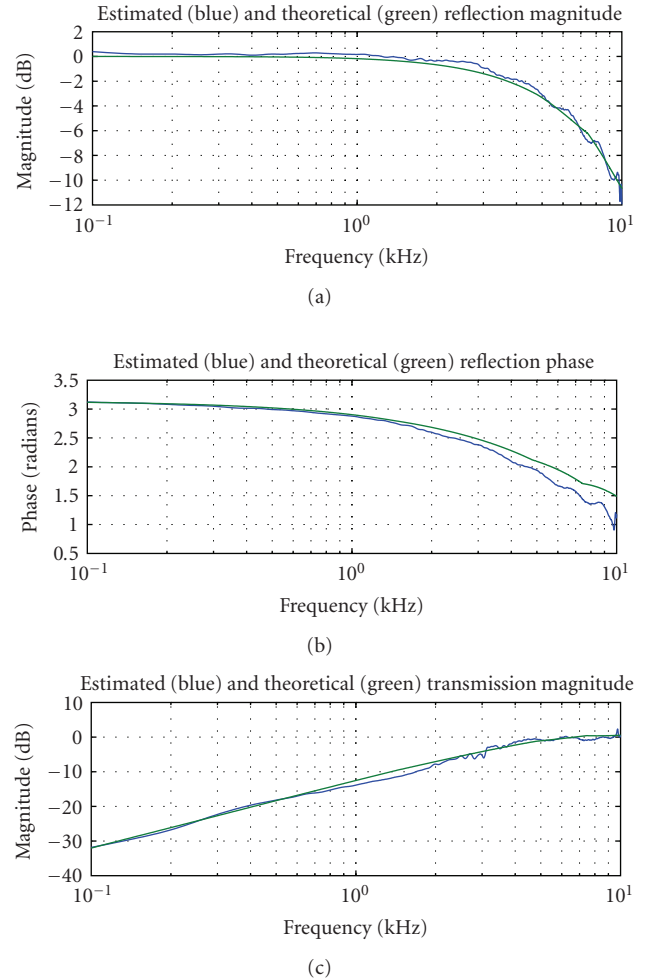 Estimated (blue) and theoretical (green) reflection magnitude
2
0
−2
−4
−6
−8
−10
−12
Magnitude (dB)
10−1
100
101
Frequency (kHz)
(a)
Estimated (blue) and theoretical (green) reflection phase
3.5
3
2.5
2
1.5
1
0.5
Phase (radians)
10−1
100
101
Frequency (kHz)
(b)
Estimated (blue) and theoretical (green) transmission magnitude
10
0
−10
−20
−30
−40
Magnitude (dB)
10−1
100
101
Frequency (kHz)
(c)